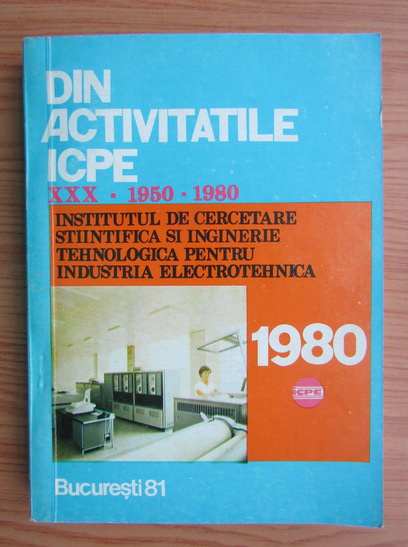 DIN
ACTIVITATILE
ICPE
XXX • 1950 • 1980
INSTITUTUL DE CERCETARE
STIINTIFICA SI INGINERIE
TEHNOLOGICA PENTRU
INDUSTRIA ELECTROTEHNICA
1980
ICPE
București 81